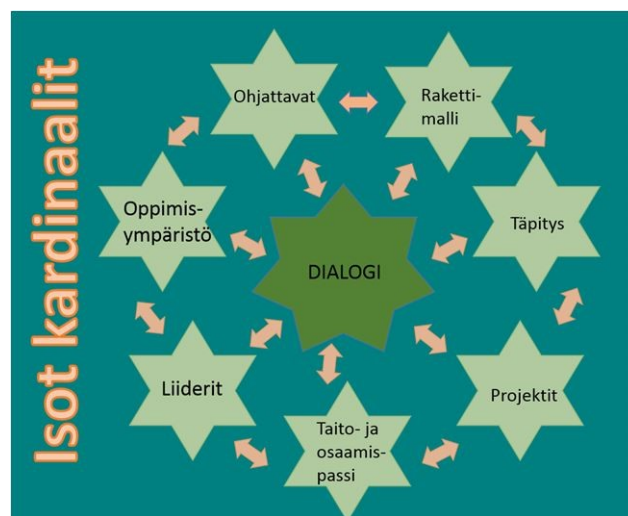 Isot kardinaalit
Ohjattavat
Raketti-
malli
Oppimis-
ympäristö
Täpitys
DIALOGI
Liiderit
Projektit
Taito- ja
osaamis-
passi